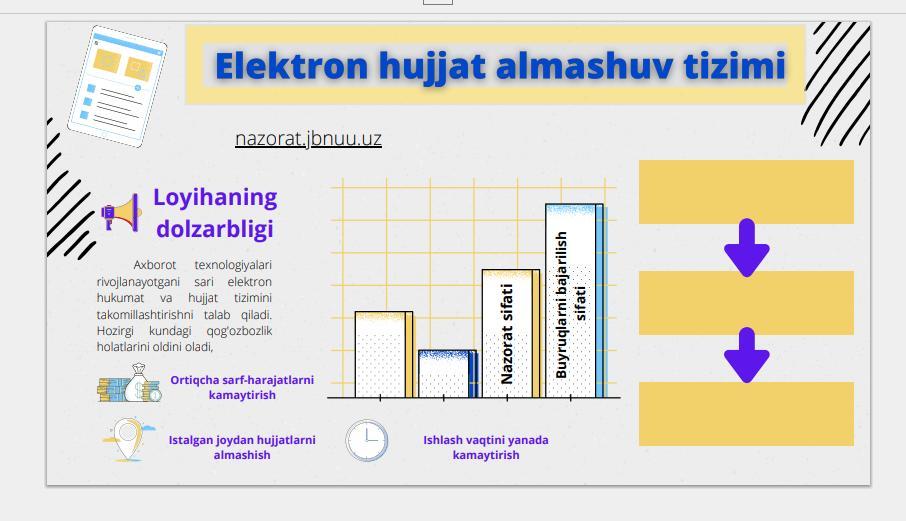 Elektron hujjat almashuv tizimi
nazorat.jbnuu.uz
Loyihaning
dolzarbligi
Axborot texnologiyalari
rivojlanayotgani sari elektron
hukumat va hujjat tizimini
takomillashtirishni talab qiladi.
Hozirgi kundagi qog'ozbozlik
holatlarini oldini oladi,
Nazorat sifati
Buyruqlarni bajarilish
sifati
Ortiqcha sarf-harajatlarni
kamaytirish
Istalgan joydan hujjatlarni
almashish
Ishlash vaqtini yanada
kamaytirish